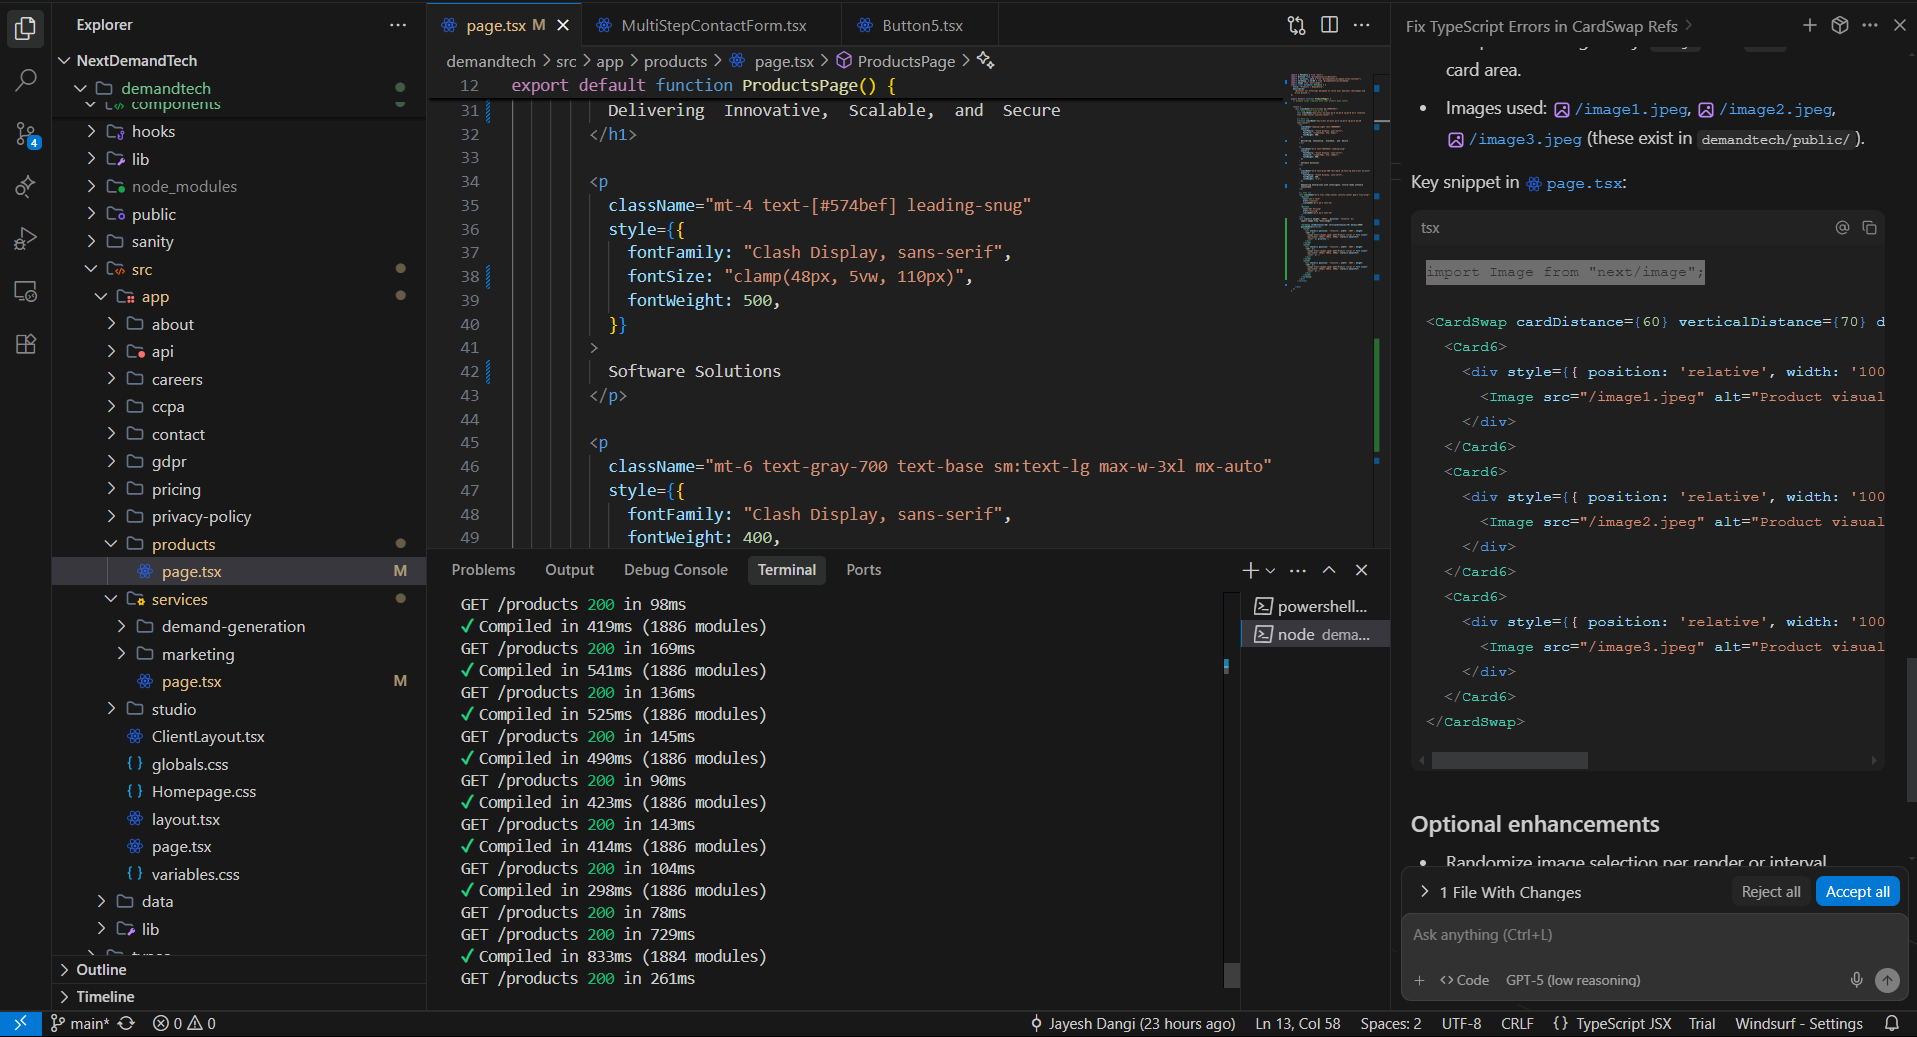 Explorer
NextDemandTech
demandtech
components
hooks
lib
node_modules
public
sanity
src
app
about
api
careers
ccpa
contact
gdpr
pricing
privacy-policy
products
page.tsx M
services
demand-generation
marketing
page.tsx M
studio
ClientLayout.tsx
globals.css
Homepage.css
layout.tsx
page.tsx
variables.css
data
lib
Outline
Timeline
4
page.tsx M
MultiStepContactForm.tsx
Button5.tsx
demandtech > src > app > products > page.tsx > ProductsPage >
12 export default function ProductsPage() {
31 Delivering Innovative, Scalable, and Secure
32 </h1>
33
34 <p
35 className="mt-4 text-[#574bef] leading-snug"
36 style={{
37 fontFamily: "Clash Display, sans-serif",
38 fontSize: "clamp(48px, 5vw, 110px)",
39 fontWeight: 500,
40 }}
41 >
42 Software Solutions
43 </p>
44
45 <p
46 className="mt-6 text-gray-700 text-base sm:text-lg max-w-3xl mx-auto"
47 style={{
48 fontFamily: "Clash Display, sans-serif",
49 fontWeight: 400,
Problems Output Debug Console Terminal Ports
GET /products 200 in 98ms
✓ Compiled in 419ms (1886 modules)
GET /products 200 in 169ms
✓ Compiled in 541ms (1886 modules)
GET /products 200 in 136ms
✓ Compiled in 525ms (1886 modules)
GET /products 200 in 145ms
✓ Compiled in 490ms (1886 modules)
GET /products 200 in 90ms
✓ Compiled in 423ms (1886 modules)
GET /products 200 in 143ms
✓ Compiled in 414ms (1886 modules)
GET /products 200 in 104ms
✓ Compiled in 298ms (1886 modules)
GET /products 200 in 78ms
GET /products 200 in 729ms
✓ Compiled in 833ms (1884 modules)
GET /products 200 in 261ms
powershell...
node dema...
Fix TypeScript Errors in CardSwap Refs >
card area.
• Images used: /image1.jpeg, /image2.jpeg,
/image3.jpeg (these exist in demandtech/public/ ).
Key snippet in page.tsx:
tsx
import Image from "next/image";
<CardSwap cardDistance={60} verticalDistance={70} d
<Card6>
<div style={{ position: 'relative', width: '100
<Image src="/image1.jpeg" alt="Product visual
</div>
</Card6>
<Card6>
<div style={{ position: 'relative', width: '100
<Image src="/image2.jpeg" alt="Product visual
</div>
</Card6>
<Card6>
<div style={{ position: 'relative', width: '100
<Image src="/image3.jpeg" alt="Product visual
</div>
</Card6>
</CardSwap>
Optional enhancements
• Randomize image selection per render or interval
1 File With Changes Reject all Accept all
Ask anything (Ctrl+L)
+ <> Code GPT-5 (low reasoning)
main* 0 0 Jayesh Dangi (23 hours ago) Ln 13, Col 58 Spaces: 2 UTF-8 CRLF {} TypeScript JSX Trial Windsurf - Settings